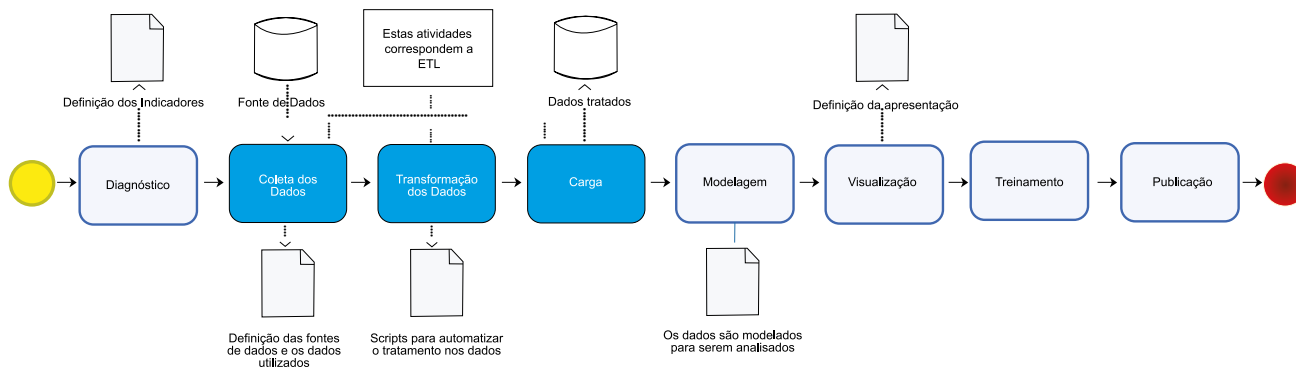 Estas atividades
correspondem a
ETL
Definição dos Indicadores
Fonte de Dados
Dados tratados
Definição da apresentação
Diagnóstico
Coleta dos
Dados
Transformação
dos Dados
Carga
Modelagem
Visualização
Treinamento
Publicação
Definição das fontes
de dados e os dados
utilizados
Scripts para automatizar
o tratamento nos dados
Os dados são modelados
para serem analisados